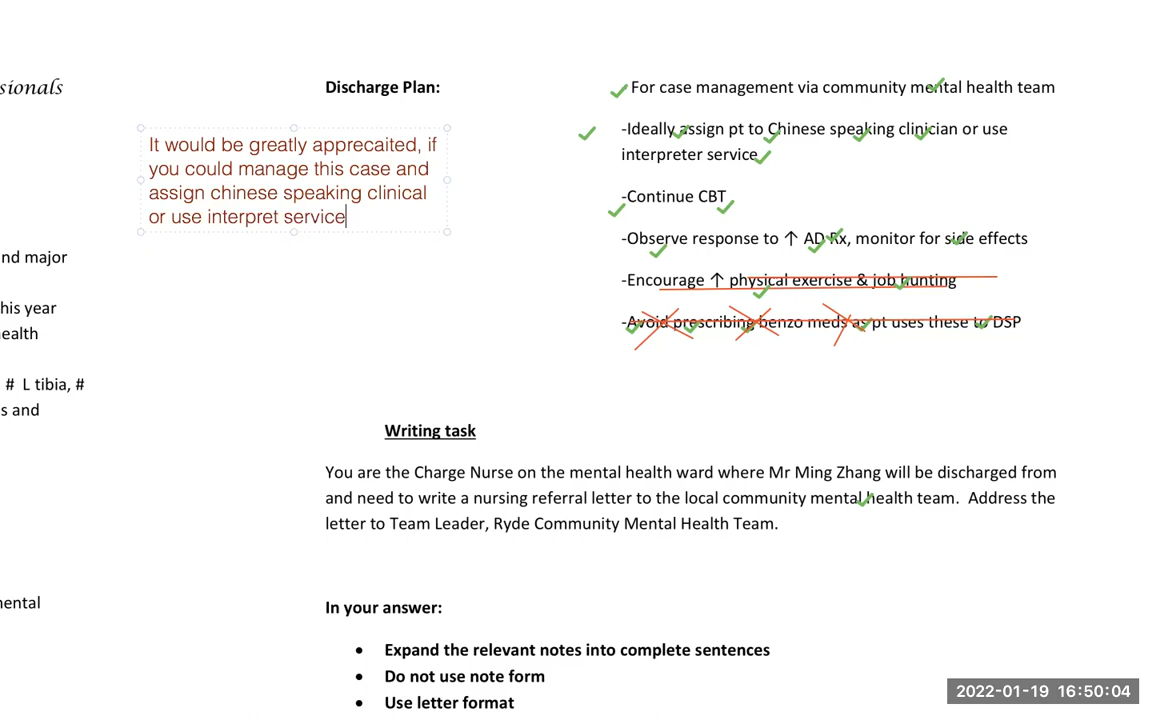 sionals
Discharge Plan:
For case management via community mental health team
It would be greatly apprecaited, if
you could manage this case and
assign chinese speaking clinical
or use interpret service
-Ideally assign pt to Chinese speaking clinician or use
interpreter service
-Continue CBT
-Observe response to ↑ AD Rx, monitor for side effects
-Encourage ↑ physical exercise & job hunting
-Avoid prescribing benzo meds as pt uses these to DSP
nd major
his year
ealth
# L tibia, #
s and
Writing task
You are the Charge Nurse on the mental health ward where Mr Ming Zhang will be discharged from
and need to write a nursing referral letter to the local community mental health team. Address the
letter to Team Leader, Ryde Community Mental Health Team.
nental
In your answer:
• Expand the relevant notes into complete sentences
• Do not use note form
• Use letter format
2022-01-19 16:50:04